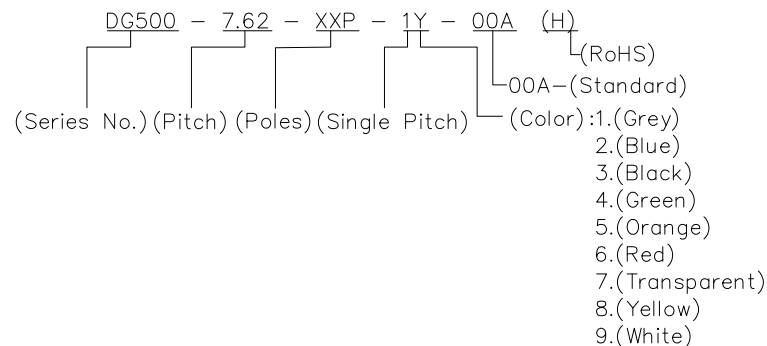 DG500 - 7.62 - XXP - 1Y - 00A (H)
(RoHS)
00A-(Standard)
(Series No.) (Pitch) (Poles) (Single Pitch) (Color):1.(Grey)
2.(Blue)
3.(Black)
4.(Green)
5.(Orange)
6.(Red)
7.(Transparent)
8.(Yellow)
9.(White)